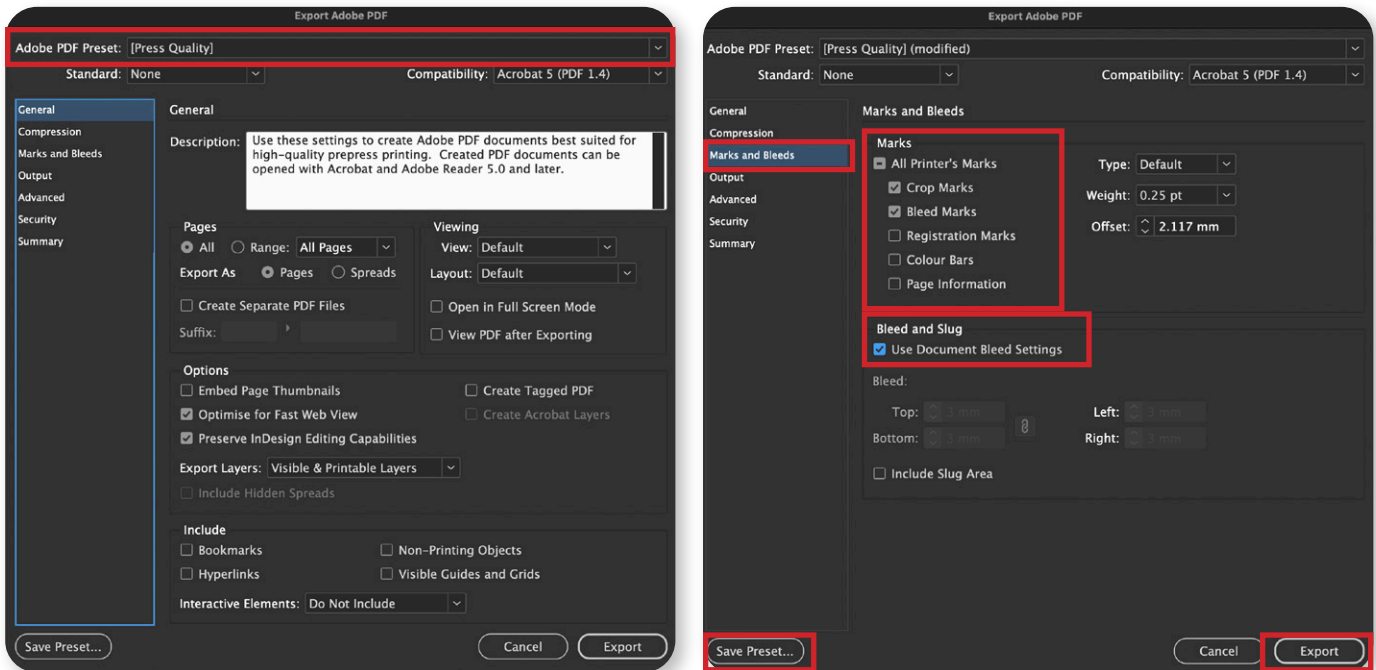 Export Adobe PDF
Adobe PDF Preset: [Press Quality]
Standard: None
Compatibility: Acrobat 5 (PDF 1.4)
General
Compression
Marks and Bleeds
Output
Advanced
Security
Summary
General
Description: Use these settings to create Adobe PDF documents best suited for
high-quality prepress printing. Created PDF documents can be
opened with Acrobat and Adobe Reader 5.0 and later.
Pages
All Range: All Pages
Export As Pages Spreads
Create Separate PDF Files
Suffix:
Viewing
View: Default
Layout: Default
Open in Full Screen Mode
View PDF after Exporting
Options
Embed Page Thumbnails
Create Tagged PDF
Optimise for Fast Web View
Create Acrobat Layers
Preserve InDesign Editing Capabilities
Export Layers: Visible & Printable Layers
Include Hidden Spreads
Include
Bookmarks
Non-Printing Objects
Hyperlinks
Visible Guides and Grids
Interactive Elements: Do Not Include
Save Preset...
Cancel
Export
Export Adobe PDF
Adobe PDF Preset: [Press Quality] (modified)
Standard: None
Compatibility: Acrobat 5 (PDF 1.4)
General
Compression
Marks and Bleeds
Output
Advanced
Security
Summary
Marks and Bleeds
Marks
All Printer's Marks
Crop Marks
Bleed Marks
Registration Marks
Colour Bars
Page Information
Type: Default
Weight: 0.25 pt
Offset: 2.117 mm
Bleed and Slug
Use Document Bleed Settings
Bleed:
Top: 3 mm
Left: 3 mm
Bottom: 3 mm
Right: 3 mm
Include Slug Area
Save Preset...
Cancel
Export